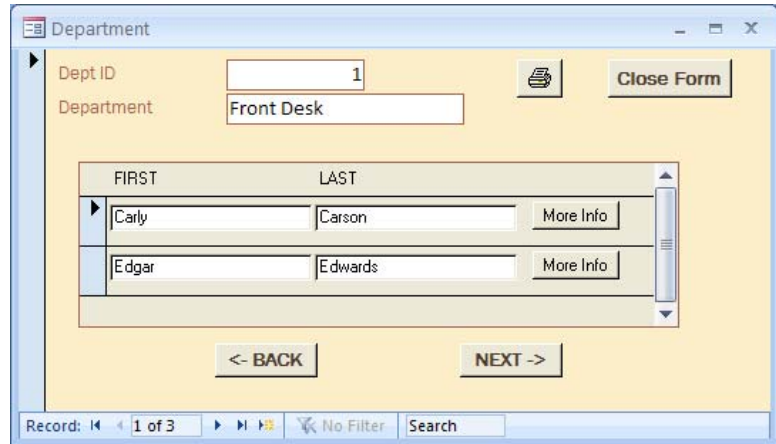 Department
Dept ID 1 Close Form
Department Front Desk
FIRST LAST
Carly Carson More Info
Edgar Edwards More Info
<- BACK NEXT ->
Record: 1 of 3 No Filter Search